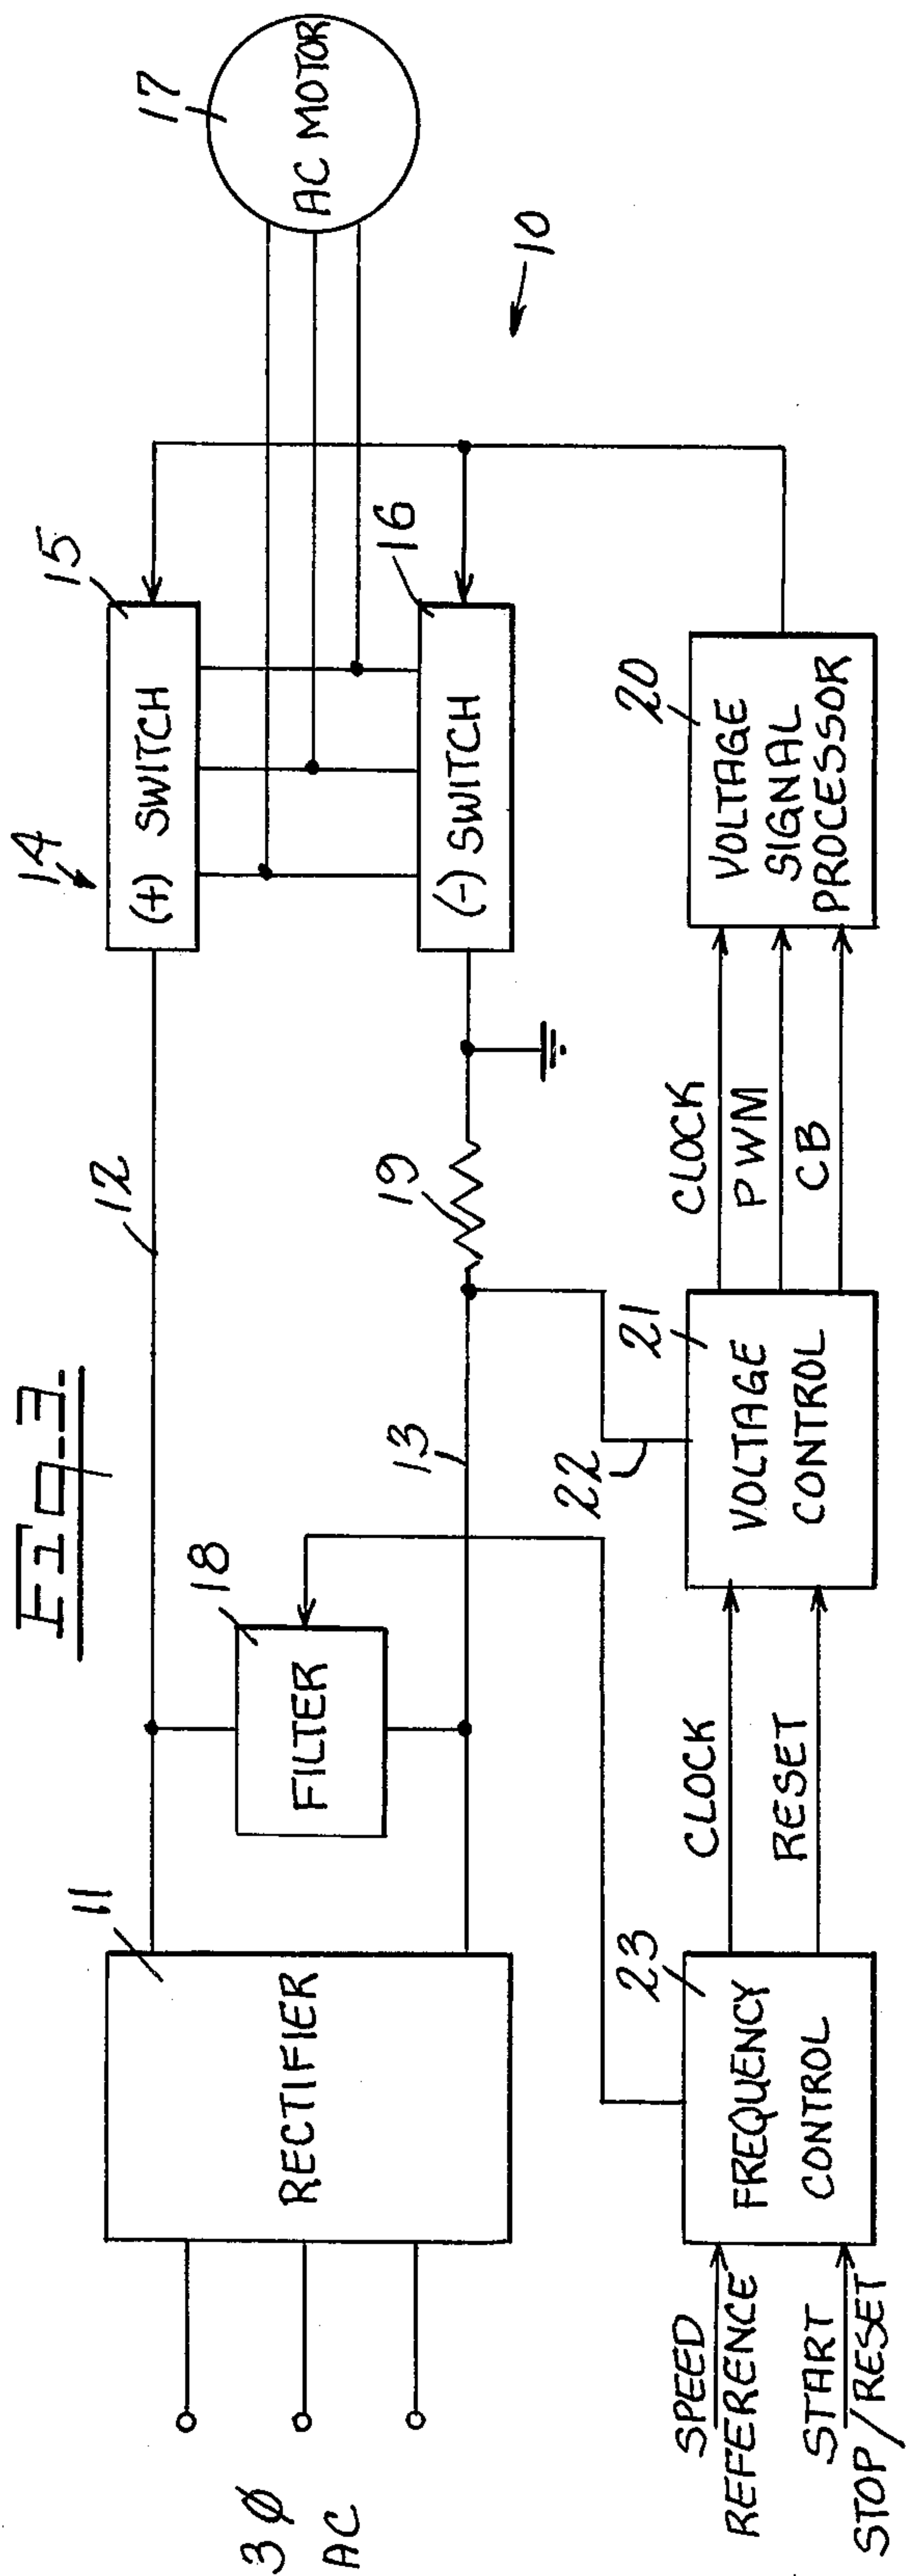 Fig. 3.
3φ
AC
RECTIFIER
11
12
13
FILTER
18
19
14
(+) SWITCH
15
(-) SWITCH
16
AC MOTOR
17
10
SPEED
REFERENCE
START
STOP/RESET
FREQUENCY
CONTROL
23
CLOCK
RESET
22
VOLTAGE
CONTROL
21
CLOCK
PWM
CB
VOLTAGE
SIGNAL
PROCESSOR
20